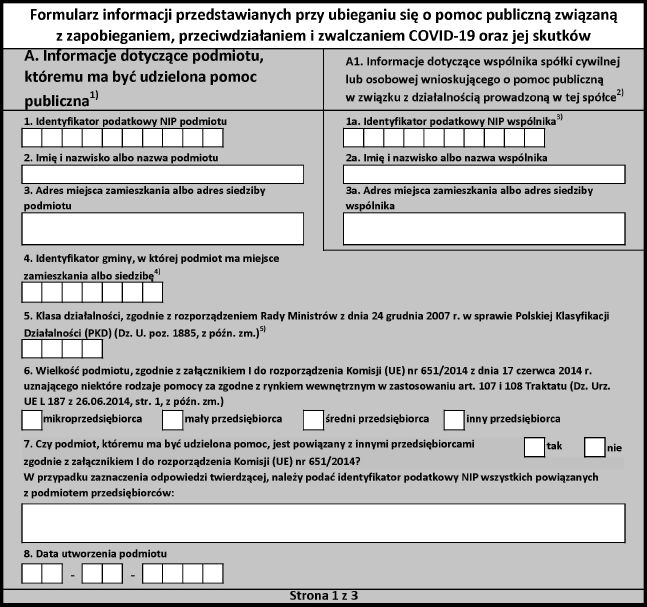 Formularz informacji przedstawianych przy ubieganiu się o pomoc publiczną związaną
z zapobieganiem, przeciwdziałaniem i zwalczaniem COVID-19 oraz jej skutków
A. Informacje dotyczące podmiotu,
któremu ma być udzielona pomoc
publiczna1)
A1. Informacje dotyczące wspólnika spółki cywilnej
lub osobowej wnioskującego o pomoc publiczną
w związku z działalnością prowadzoną w tej spółce2)
1. Identyfikator podatkowy NIP podmiotu
1a. Identyfikator podatkowy NIP wspólnika3)
2. Imię i nazwisko albo nazwa podmiotu
2a. Imię i nazwisko albo nazwa wspólnika
3. Adres miejsca zamieszkania albo adres siedziby
podmiotu
3a. Adres miejsca zamieszkania albo adres siedziby
wspólnika
4. Identyfikator gminy, w której podmiot ma miejsce
zamieszkania albo siedzibę4)
5. Klasa działalności, zgodnie z rozporządzeniem Rady Ministrów z dnia 24 grudnia 2007 r. w sprawie Polskiej Klasyfikacji
Działalności (PKD) (Dz. U. poz. 1885, z późn. zm.)5)
6. Wielkość podmiotu, zgodnie z załącznikiem I do rozporządzenia Komisji (UE) nr 651/2014 z dnia 17 czerwca 2014 r.
uznającego niektóre rodzaje pomocy za zgodne z rynkiem wewnętrznym w zastosowaniu art. 107 i 108 Traktatu (Dz. Urz.
UE L 187 z 26.06.2014, str. 1, z późn. zm.)
mikroprzedsiębiorca mały przedsiębiorca średni przedsiębiorca inny przedsiębiorca
7. Czy podmiot, któremu ma być udzielona pomoc, jest powiązany z innymi przedsiębiorcami
zgodnie z załącznikiem I do rozporządzenia Komisji (UE) nr 651/2014?
tak nie
W przypadku zaznaczenia odpowiedzi twierdzącej, należy podać identyfikator podatkowy NIP wszystkich powiązanych
z podmiotem przedsiębiorców:
8. Data utworzenia podmiotu
- -
Strona 1 z 3